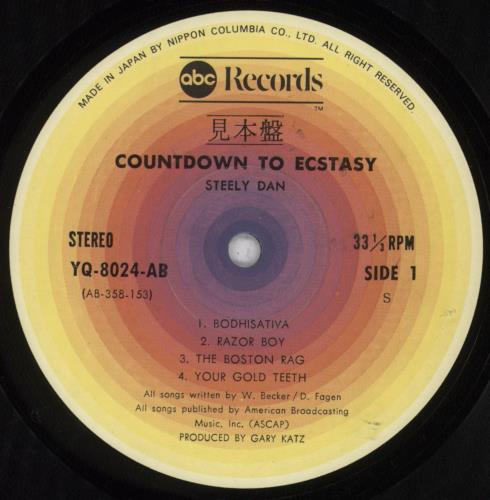 MADE IN JAPAN BY NIPPON COLUMBIA CO., LTD. ALL RIGHT RESERVED.
abc Records
TM
見本盤
COUNTDOWN TO ECSTASY
STEELY DAN
STEREO 33 1/3 RPM
YQ-8024-AB SIDE 1
(AB-358-153) S
1. BODHISATIVA
2. RAZOR BOY
3. THE BOSTON RAG
4. YOUR GOLD TEETH
All songs written by W. Becker/D. Fagen
All songs published by American Broadcasting
Music, Inc. (ASCAP)
PRODUCED BY GARY KATZ